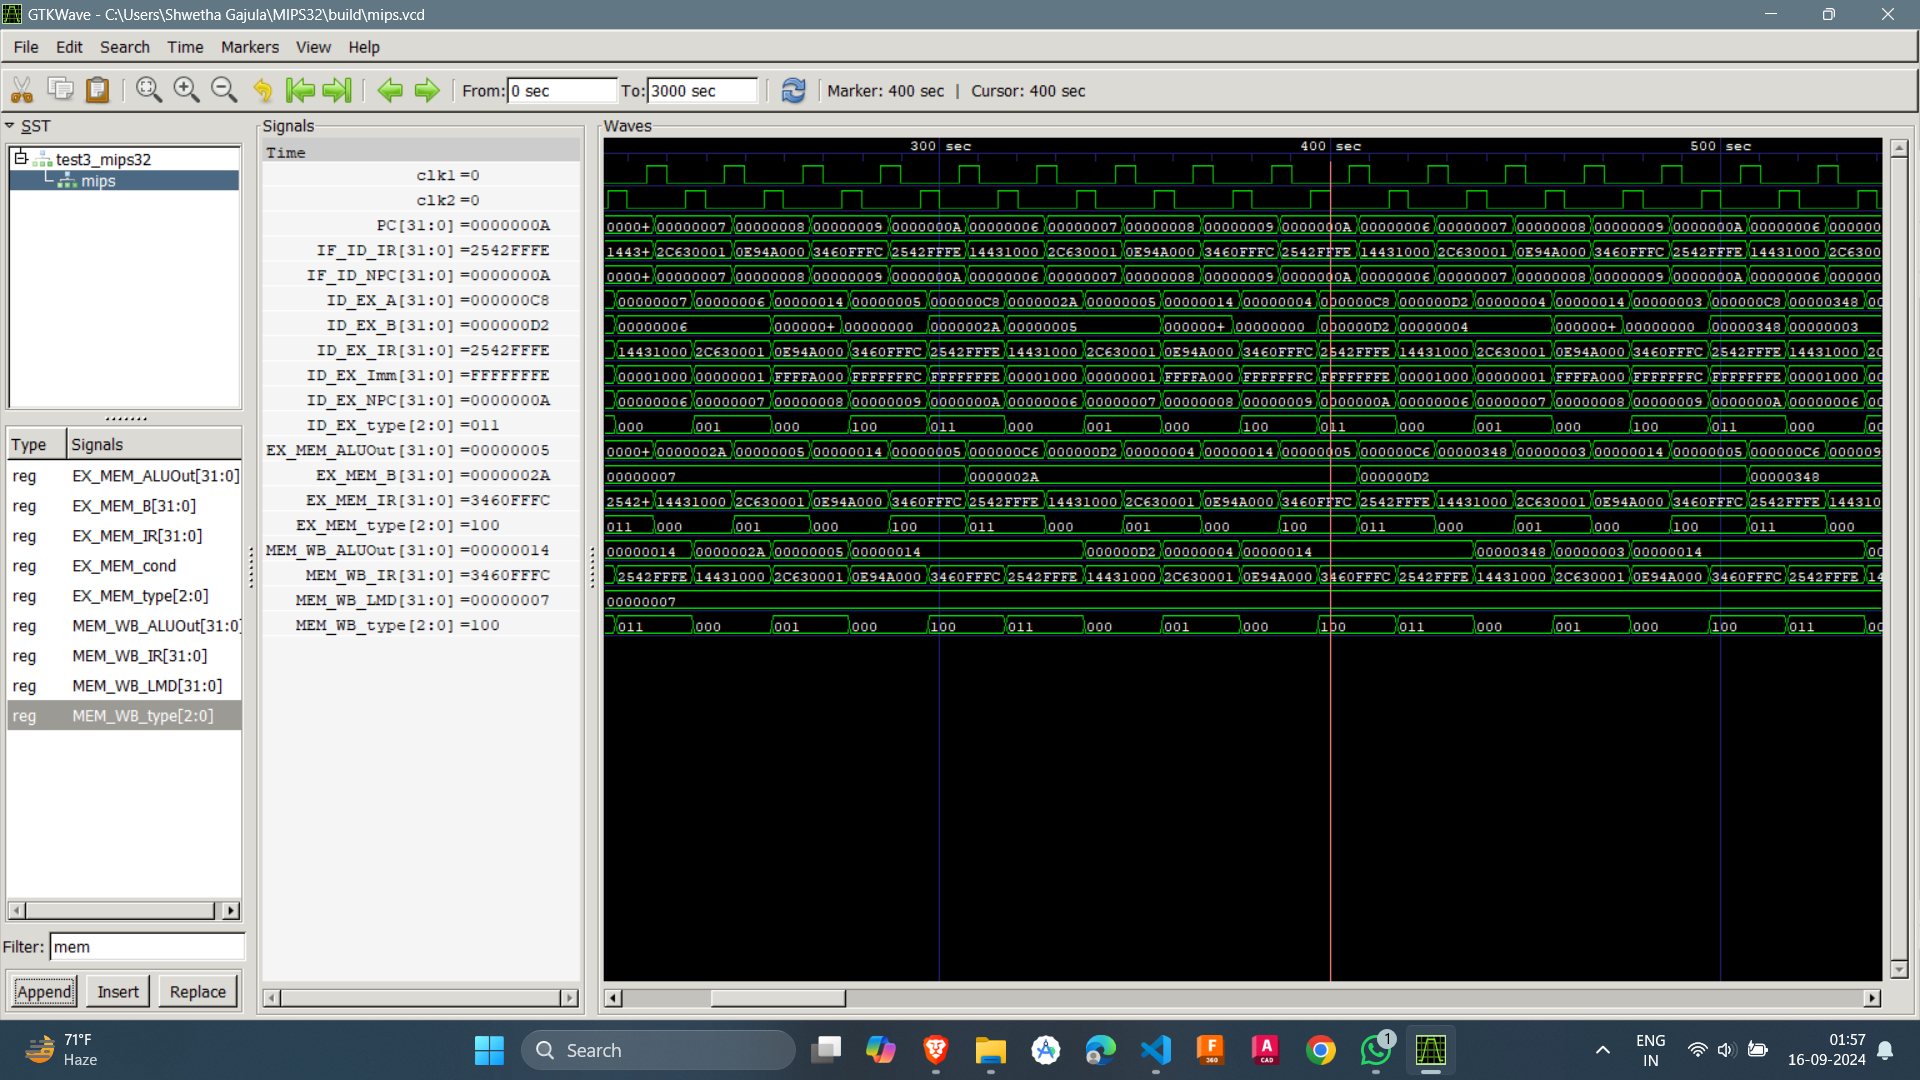 GTKWave - C:\Users\Shwetha Gajula\MIPS32\build\mips.vcd
File Edit Search Time Markers View Help
From: 0 sec To: 3000 sec Marker: 400 sec | Cursor: 400 sec
SST
test3_mips32
mips
Type Signals
reg EX_MEM_ALUOut[31:0]
reg EX_MEM_B[31:0]
reg EX_MEM_IR[31:0]
reg EX_MEM_cond
reg EX_MEM_type[2:0]
reg MEM_WB_ALUOut[31:0]
reg MEM_WB_IR[31:0]
reg MEM_WB_LMD[31:0]
reg MEM_WB_type[2:0]
Filter: mem
Append Insert Replace
Signals
Time
clk1=0
clk2=0
PC[31:0]=0000000A
IF_ID_IR[31:0]=2542FFFE
IF_ID_NPC[31:0]=0000000A
ID_EX_A[31:0]=000000C8
ID_EX_B[31:0]=000000D2
ID_EX_IR[31:0]=2542FFFE
ID_EX_Imm[31:0]=FFFFFFFE
ID_EX_NPC[31:0]=0000000A
ID_EX_type[2:0]=011
EX_MEM_ALUOut[31:0]=00000005
EX_MEM_B[31:0]=0000002A
EX_MEM_IR[31:0]=3460FFFC
EX_MEM_type[2:0]=100
MEM_WB_ALUOut[31:0]=00000014
MEM_WB_IR[31:0]=3460FFFC
MEM_WB_LMD[31:0]=00000007
MEM_WB_type[2:0]=100
Waves
300 sec 400 sec 500 sec
0000+ 00000007 00000008 00000009 0000000A 00000006 00000007 00000008 00000009 0000000A 00000006 00000007 00000008 00000009 0000000A 00000006 000000
1443+ 2C630001 0E94A000 3460FFFC 2542FFFE 14431000 2C630001 0E94A000 3460FFFC 2542FFFE 14431000 2C630001 0E94A000 3460FFFC 2542FFFE 14431000 2C6300
0000+ 00000007 00000008 00000009 0000000A 00000006 00000007 00000008 00000009 0000000A 00000006 00000007 00000008 00000009 0000000A 00000006 000000
00000007 00000006 00000014 00000005 000000C8 0000002A 00000005 00000014 00000004 000000C8 000000D2 00000004 00000014 00000003 000000C8 00000348 00
00000006 000000+ 00000000 0000002A 00000005 000000+ 00000000 000000D2 00000004 000000+ 00000000 00000348 00000003
14431000 2C630001 0E94A000 3460FFFC 2542FFFE 14431000 2C630001 0E94A000 3460FFFC 2542FFFE 14431000 2C630001 0E94A000 3460FFFC 2542FFFE 14431000 2C
00001000 00000001 FFFFA000 FFFFFFFC FFFFFFFE 00001000 00000001 FFFFA000 FFFFFFFC FFFFFFFE 00001000 00000001 FFFFA000 FFFFFFFC FFFFFFFE 00001000 00
00000006 00000007 00000008 00000009 0000000A 00000006 00000007 00000008 00000009 0000000A 00000006 00000007 00000008 00000009 0000000A 00000006 00
000 001 000 100 011 000 001 000 100 011 000 001 000 100 011 000 00
0000+ 0000002A 00000005 00000014 00000005 000000C6 000000D2 00000004 00000014 00000005 000000C6 00000348 00000003 00000014 00000005 000000C6 000009
00000007 0000002A 000000D2 00000348
2542+ 14431000 2C630001 0E94A000 3460FFFC 2542FFFE 14431000 2C630001 0E94A000 3460FFFC 2542FFFE 14431000 2C630001 0E94A000 3460FFFC 2542FFFE 144310
011 000 001 000 100 011 000 001 000 100 011 000 001 000 100 011 000
00000014 0000002A 00000005 00000014 000000D2 00000004 00000014 00000348 00000003 00000014 00
2542FFFE 14431000 2C630001 0E94A000 3460FFFC 2542FFFE 14431000 2C630001 0E94A000 3460FFFC 2542FFFE 14431000 2C630001 0E94A000 3460FFFC 2542FFFE 14
00000007
011 000 001 000 100 011 000 001 000 100 011 000 001 000 100 011 00
71°F
Haze
Search
F
360
A
CAD
1
ENG
IN
01:57
16-09-2024